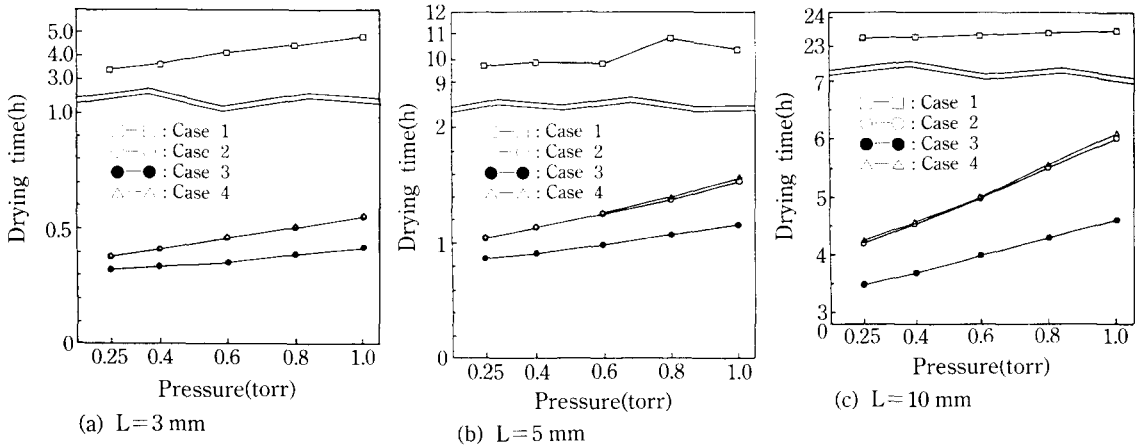 5.0
4.0
3.0
1.0
0.5
0
Drying time(h)
: Case 1
: Case 2
: Case 3
: Case 4
0.25 0.4 0.6 0.8 1.0
Pressure(torr)
(a) L=3 mm
12
11
10
9
2
1
0
Drying time(h)
: Case 1
: Case 2
: Case 3
: Case 4
0.25 0.4 0.6 0.8 1.0
Pressure(torr)
(b) L=5 mm
24
23
7
6
5
4
3
0
Drying time(h)
: Case 1
: Case 2
: Case 3
: Case 4
0.25 0.4 0.6 0.8 1.0
Pressure(torr)
(c) L=10 mm